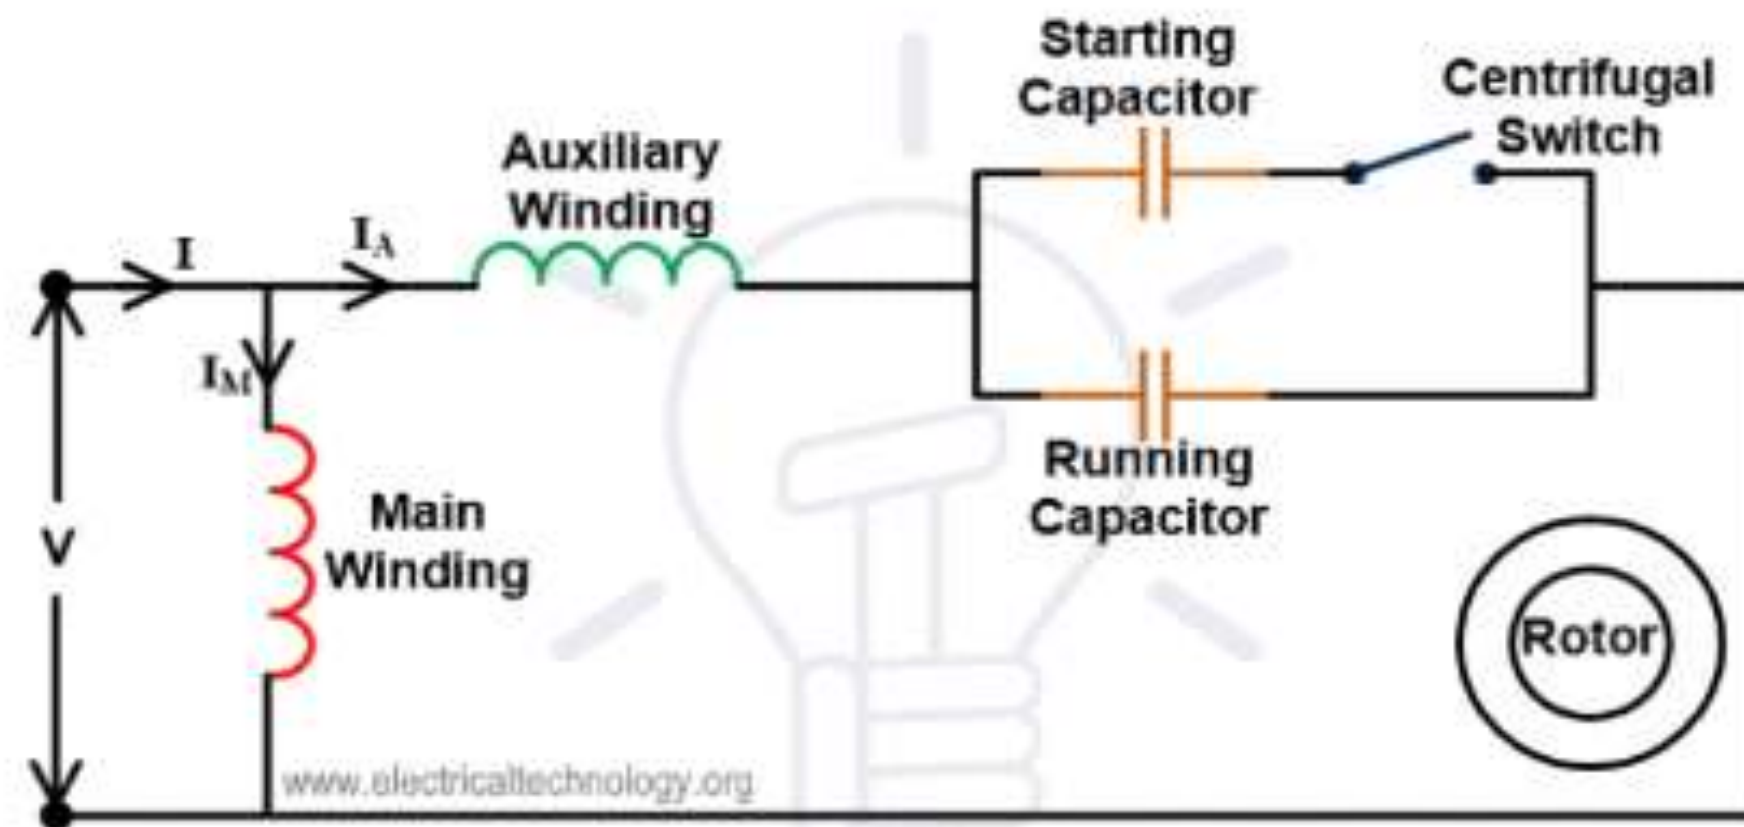 Starting
Capacitor
Centrifugal
Switch
Auxiliary
Winding
I
IA
IM
Running
Capacitor
Main
Winding
V
Rotor
www.electricaltechnology.org